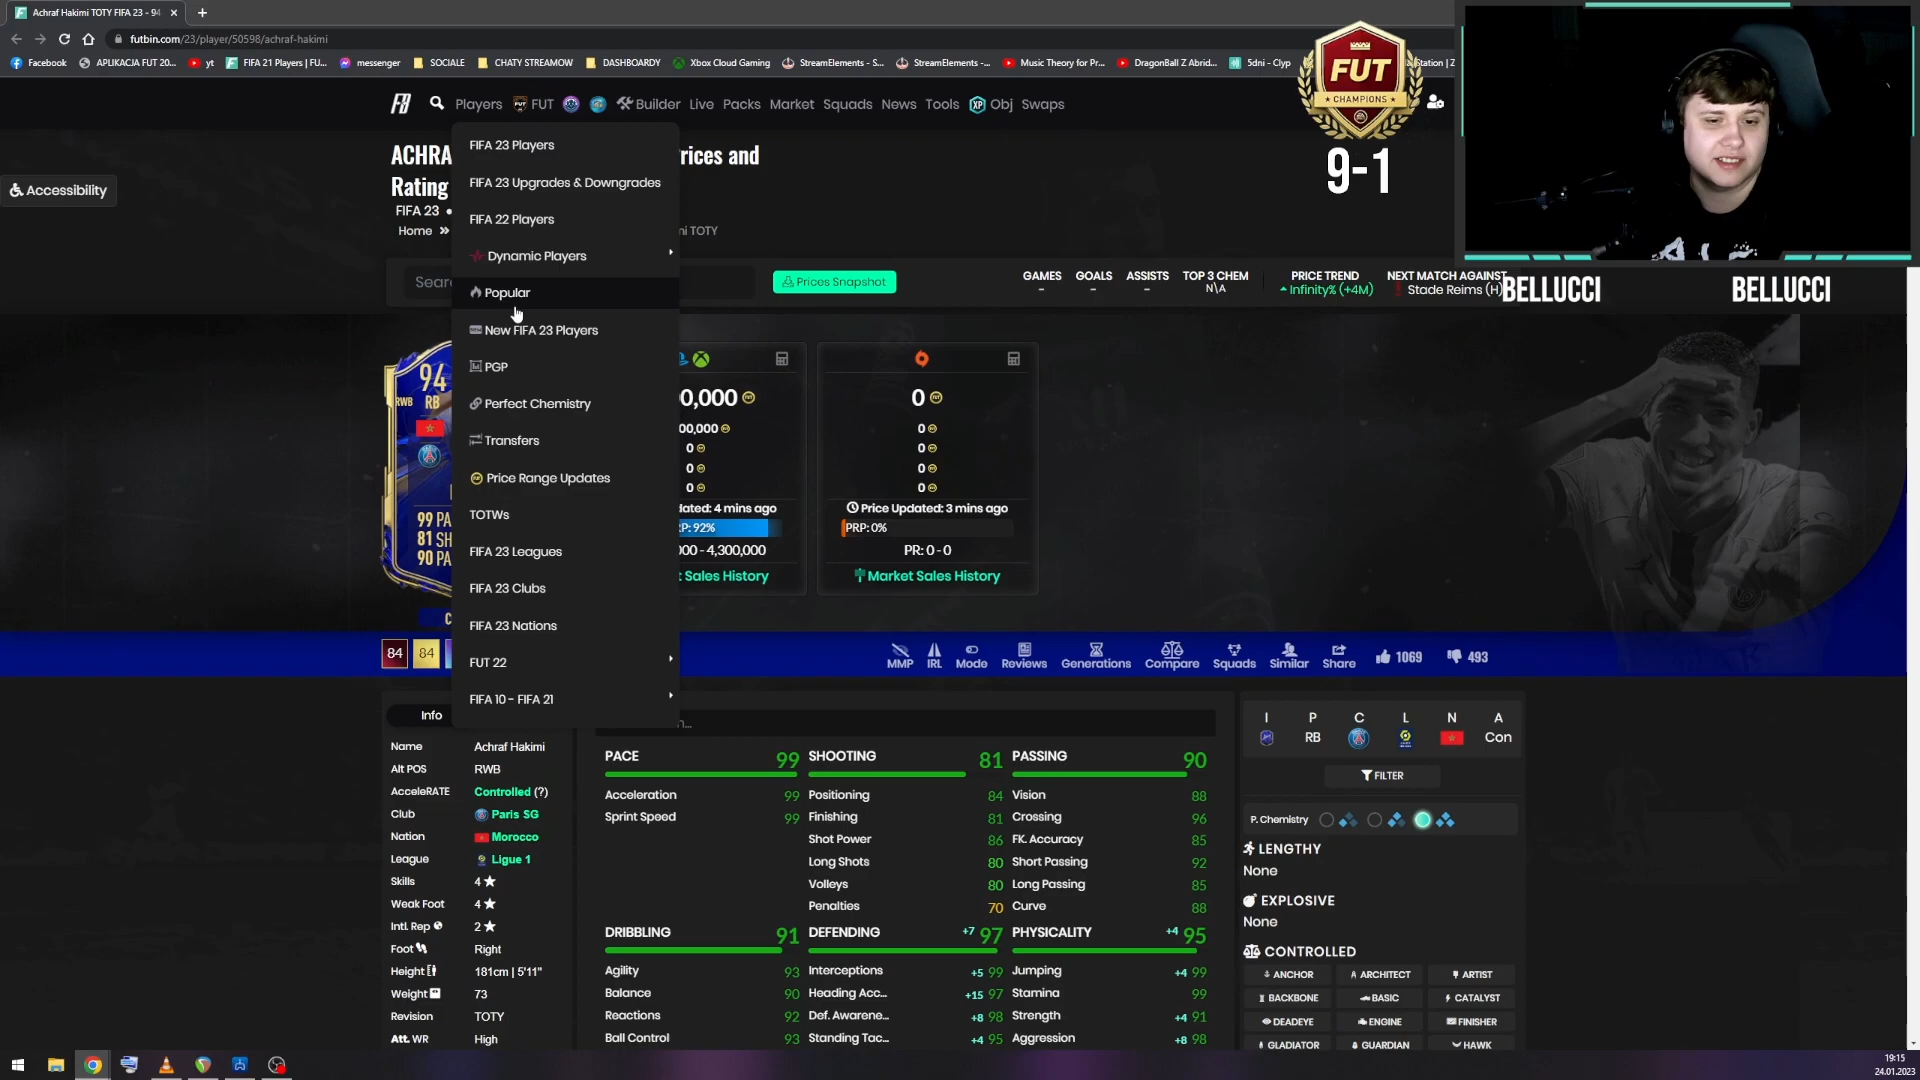 Achraf Hakimi TOTY FIFA 23 - 94
futbin.com/23/player/50598/achraf-hakimi
Facebook
APLIKACJA FUT 20...
yt
FIFA 21 Players | FU...
messenger
SOCIALE
CHATY STREAMOW
DASHBOARDY
Xbox Cloud Gaming
StreamElements - S...
StreamElements -...
Music Theory for Pr...
DragonBall Z Abrid...
5dni - Clyp
Station | Z
Players
FUT
Builder
Live
Packs
Market
Squads
News
Tools
XP
Obj
Swaps
FUT
CHAMPIONS
9-1
BELLUCCI
BELLUCCI
Accessibility
ACHRA
rices and
Rating
FIFA 23
Home »
ni TOTY
Sear
FIFA 23 Players
FIFA 23 Upgrades & Downgrades
FIFA 22 Players
Dynamic Players
Popular
New FIFA 23 Players
PGP
Perfect Chemistry
Transfers
Price Range Updates
TOTWs
FIFA 23 Leagues
FIFA 23 Clubs
FIFA 23 Nations
FUT 22
FIFA 10 - FIFA 21
Prices Snapshot
GAMES
-
GOALS
-
ASSISTS
-
TOP 3 CHEM
N\A
PRICE TREND
Infinity% (+4M)
NEXT MATCH AGAINST
Stade Reims (H)
94
RWB
RB
99 PA
81 SH
90 PA
C
0,000
00,000
0
0
0
dated: 4 mins ago
P: 92%
000 - 4,300,000
t Sales History
0
0
0
0
0
Price Updated: 3 mins ago
PRP: 0%
PR: 0 - 0
Market Sales History
84
84
MMP
IRL
Mode
Reviews
Generations
Compare
Squads
Similar
Share
1069
493
Info
Name Achraf Hakimi
Alt POS RWB
AcceleRATE Controlled (?)
Club Paris SG
Nation Morocco
League Ligue 1
Skills 4
Weak Foot 4
Intl. Rep 2
Foot Right
Height 181cm | 5'11"
Weight 73
Revision TOTY
Att. WR High
n...
PACE 99
Acceleration 99
Sprint Speed 99
SHOOTING 81
Positioning 84
Finishing 81
Shot Power 86
Long Shots 80
Volleys 80
Penalties 70
PASSING 90
Vision 88
Crossing 96
FK. Accuracy 85
Short Passing 92
Long Passing 85
Curve 88
DRIBBLING 91
Agility 93
Balance 90
Reactions 92
Ball Control 93
DEFENDING +7 97
Interceptions +5 99
Heading Acc... +15 97
Def. Awarene... +8 98
Standing Tac... +4 95
PHYSICALITY +4 95
Jumping +4 99
Stamina 99
Strength +4 91
Aggression +8 98
I P C L N A
RB Con
FILTER
P. Chemistry
LENGTHY
None
EXPLOSIVE
None
CONTROLLED
ANCHOR
ARCHITECT
ARTIST
BACKBONE
BASIC
CATALYST
DEADEYE
ENGINE
FINISHER
GLADIATOR
GUARDIAN
HAWK
19:15
24.01.2023